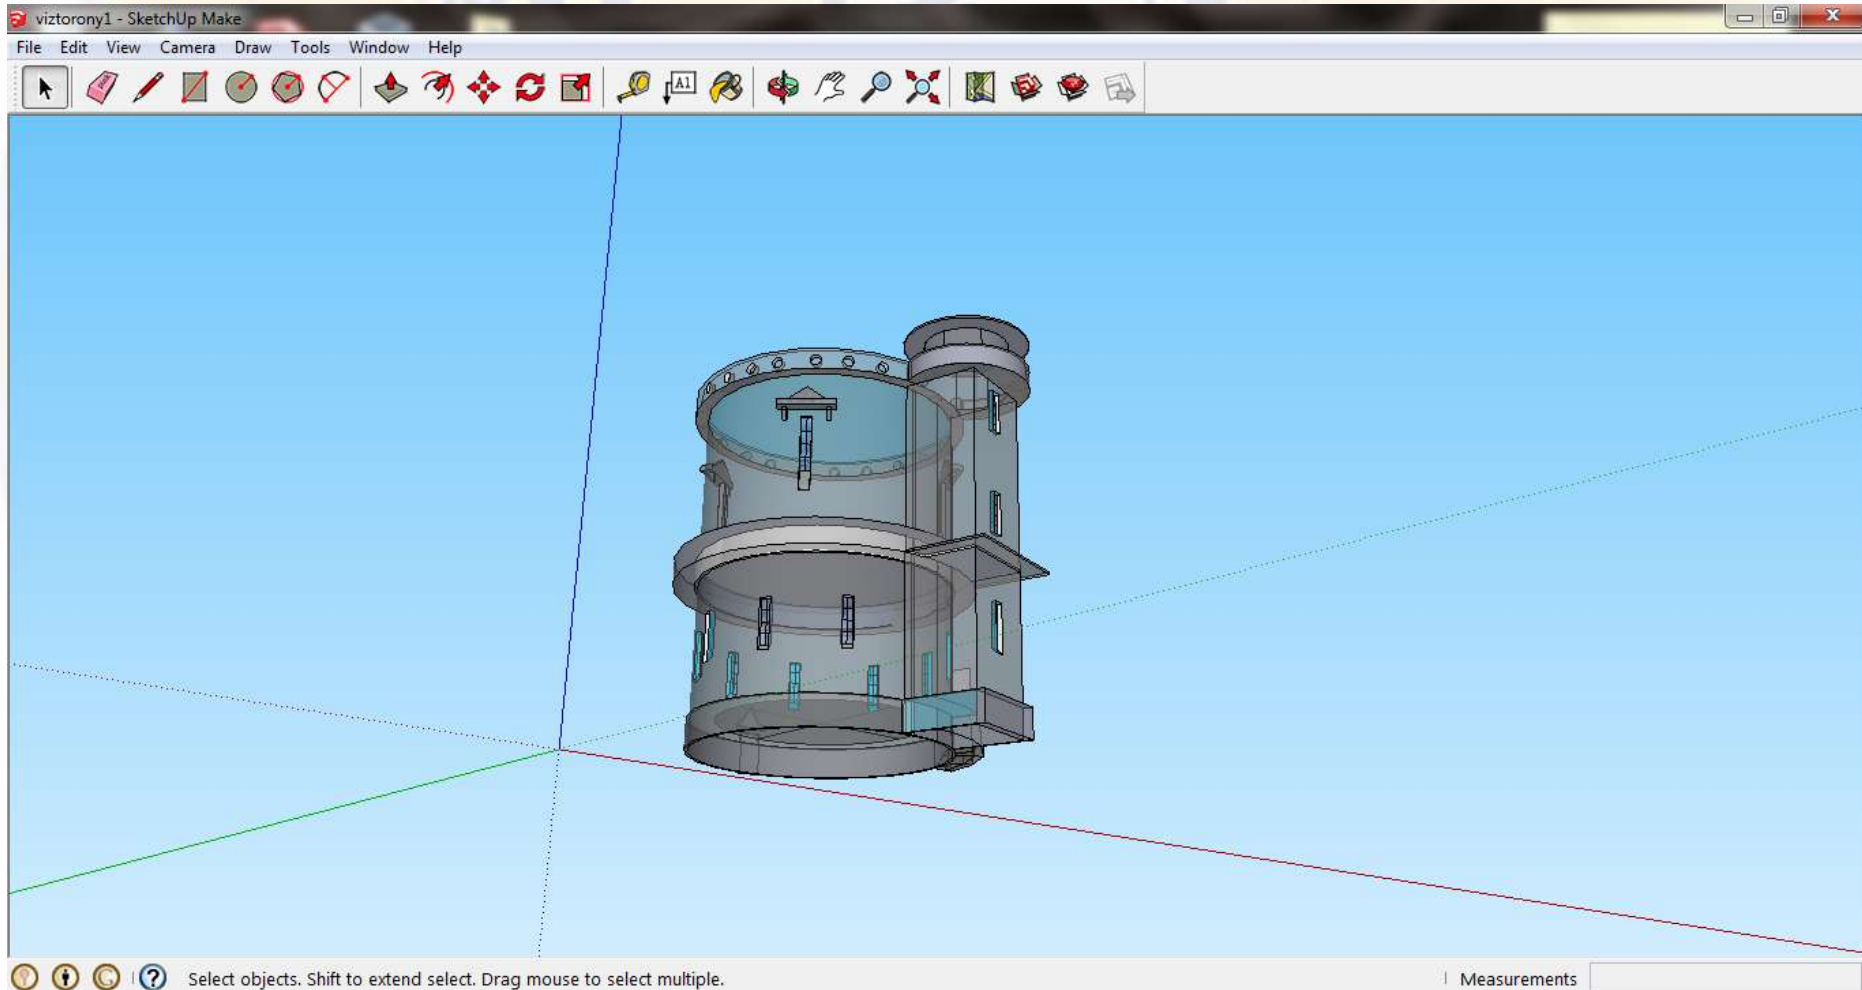 viztorony1 - SketchUp Make
File Edit View Camera Draw Tools Window Help
A1
Select objects. Shift to extend select. Drag mouse to select multiple.
Measurements